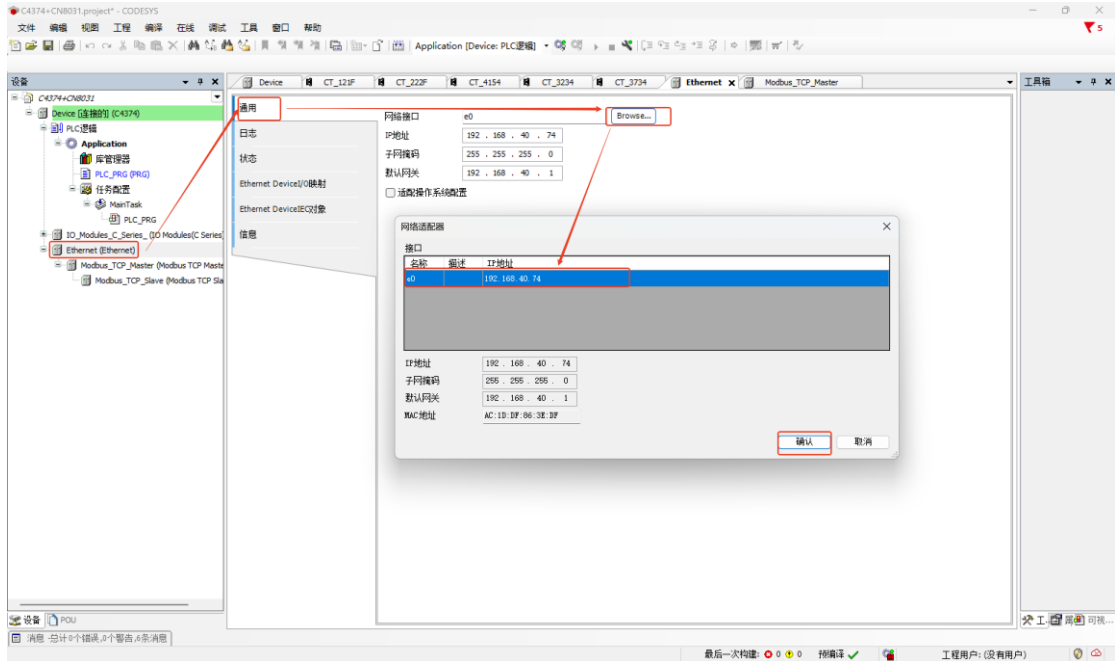 C4374+CN8031.project* - CODESYS
文件 编辑 视图 工程 编译 在线 调试 工具 窗口 帮助
5
Application [Device: PLC逻辑]
设备
Device CT_121F CT_222F CT_4154 CT_3234 CT_3734 Ethernet Modbus_TCP_Master
工具箱
C4374+CN8031
Device [连接的] (C4374)
PLC逻辑
Application
库管理器
PLC_PRG (PRG)
任务配置
MainTask
PLC_PRG
IO_Modules_C_Series_ (IO Modules(C Series
Ethernet (Ethernet)
Modbus_TCP_Master (Modbus TCP Maste
Modbus_TCP_Slave (Modbus TCP Sla
通用
日志
状态
Ethernet DeviceI/O映射
Ethernet DeviceIEC对象
信息
网络接口 e0 Browse...
IP地址 192 . 168 . 40 . 74
子网掩码 255 . 255 . 255 . 0
默认网关 192 . 168 . 40 . 1
适配操作系统配置
网络适配器
接口
名称 描述 IP地址
e0 192.168.40.74
IP地址 192 . 168 . 40 . 74
子网掩码 255 . 255 . 255 . 0
默认网关 192 . 168 . 40 . 1
MAC地址 AC:1D:DF:86:3E:DF
确认 取消
设备 POU
工... 可视...
消息 -总计0个错误,0个警告,6条消息
最后一次构建: 0 0 预编译 工程用户: (没有用户)